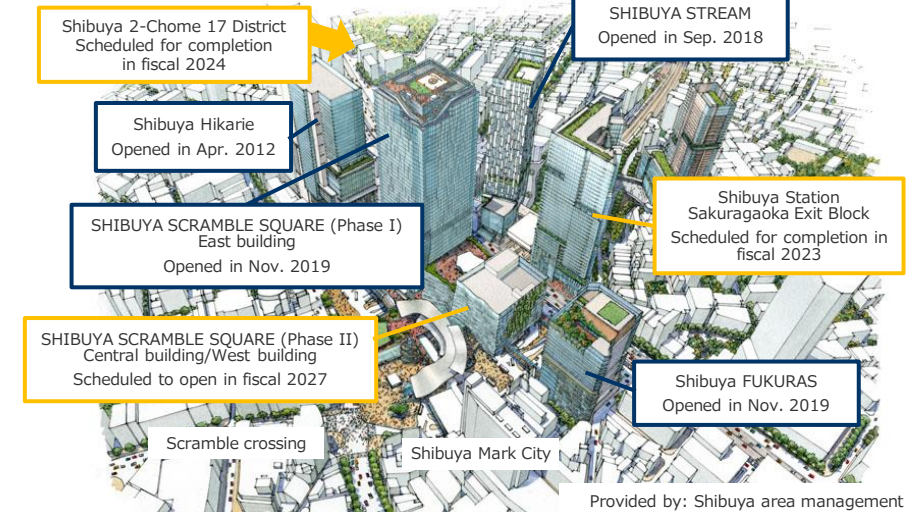 Shibuya 2-Chome 17 District
Scheduled for completion
in fiscal 2024
SHIBUYA STREAM
Opened in Sep. 2018
Shibuya Hikarie
Opened in Apr. 2012
Shibuya Station
Sakuragaoka Exit Block
Scheduled for completion in
fiscal 2023
SHIBUYA SCRAMBLE SQUARE (Phase I)
East building
Opened in Nov. 2019
SHIBUYA SCRAMBLE SQUARE (Phase II)
Central building/West building
Scheduled to open in fiscal 2027
Shibuya FUKURAS
Opened in Nov. 2019
Scramble crossing
Shibuya Mark City
Provided by: Shibuya area management